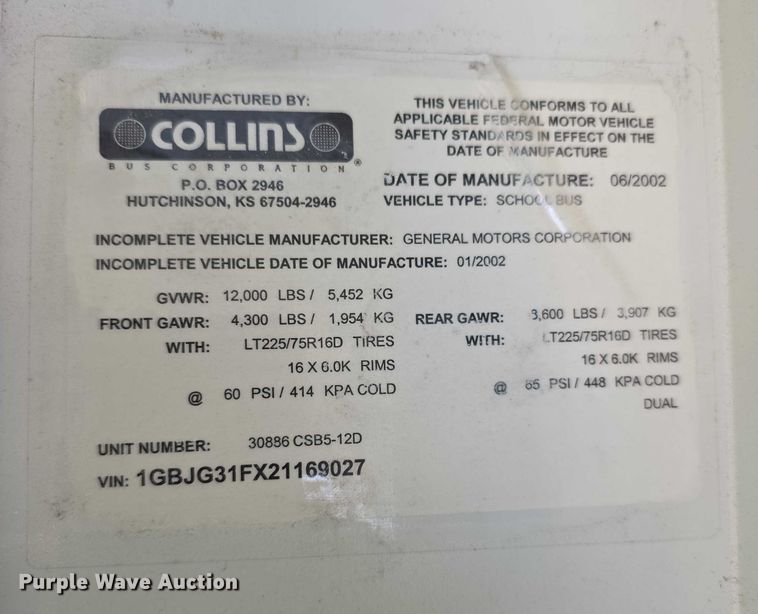 MANUFACTURED BY:
COLLINS
BUS CORPORATION ®
P.O. BOX 2946
HUTCHINSON, KS 67504-2946
THIS VEHICLE CONFORMS TO ALL
APPLICABLE FEDERAL MOTOR VEHICLE
SAFETY STANDARDS IN EFFECT ON THE
DATE OF MANUFACTURE
DATE OF MANUFACTURE: 06/2002
VEHICLE TYPE: SCHOOL BUS
INCOMPLETE VEHICLE MANUFACTURER: GENERAL MOTORS CORPORATION
INCOMPLETE VEHICLE DATE OF MANUFACTURE: 01/2002
GVWR: 12,000 LBS / 5,452 KG
FRONT GAWR: 4,300 LBS / 1,954 KG
WITH: LT225/75R16D TIRES
16 X 6.0K RIMS
@ 60 PSI / 414 KPA COLD
REAR GAWR: LBS / 3,907 KG
WITH: LT225/75R16D TIRES
16 X 6.0K RIMS
@ 65 PSI / 448 KPA COLD
DUAL
UNIT NUMBER: 30886 CSB5-12D
VIN: 1GBJG31FX21169027
Purple Wave Auction